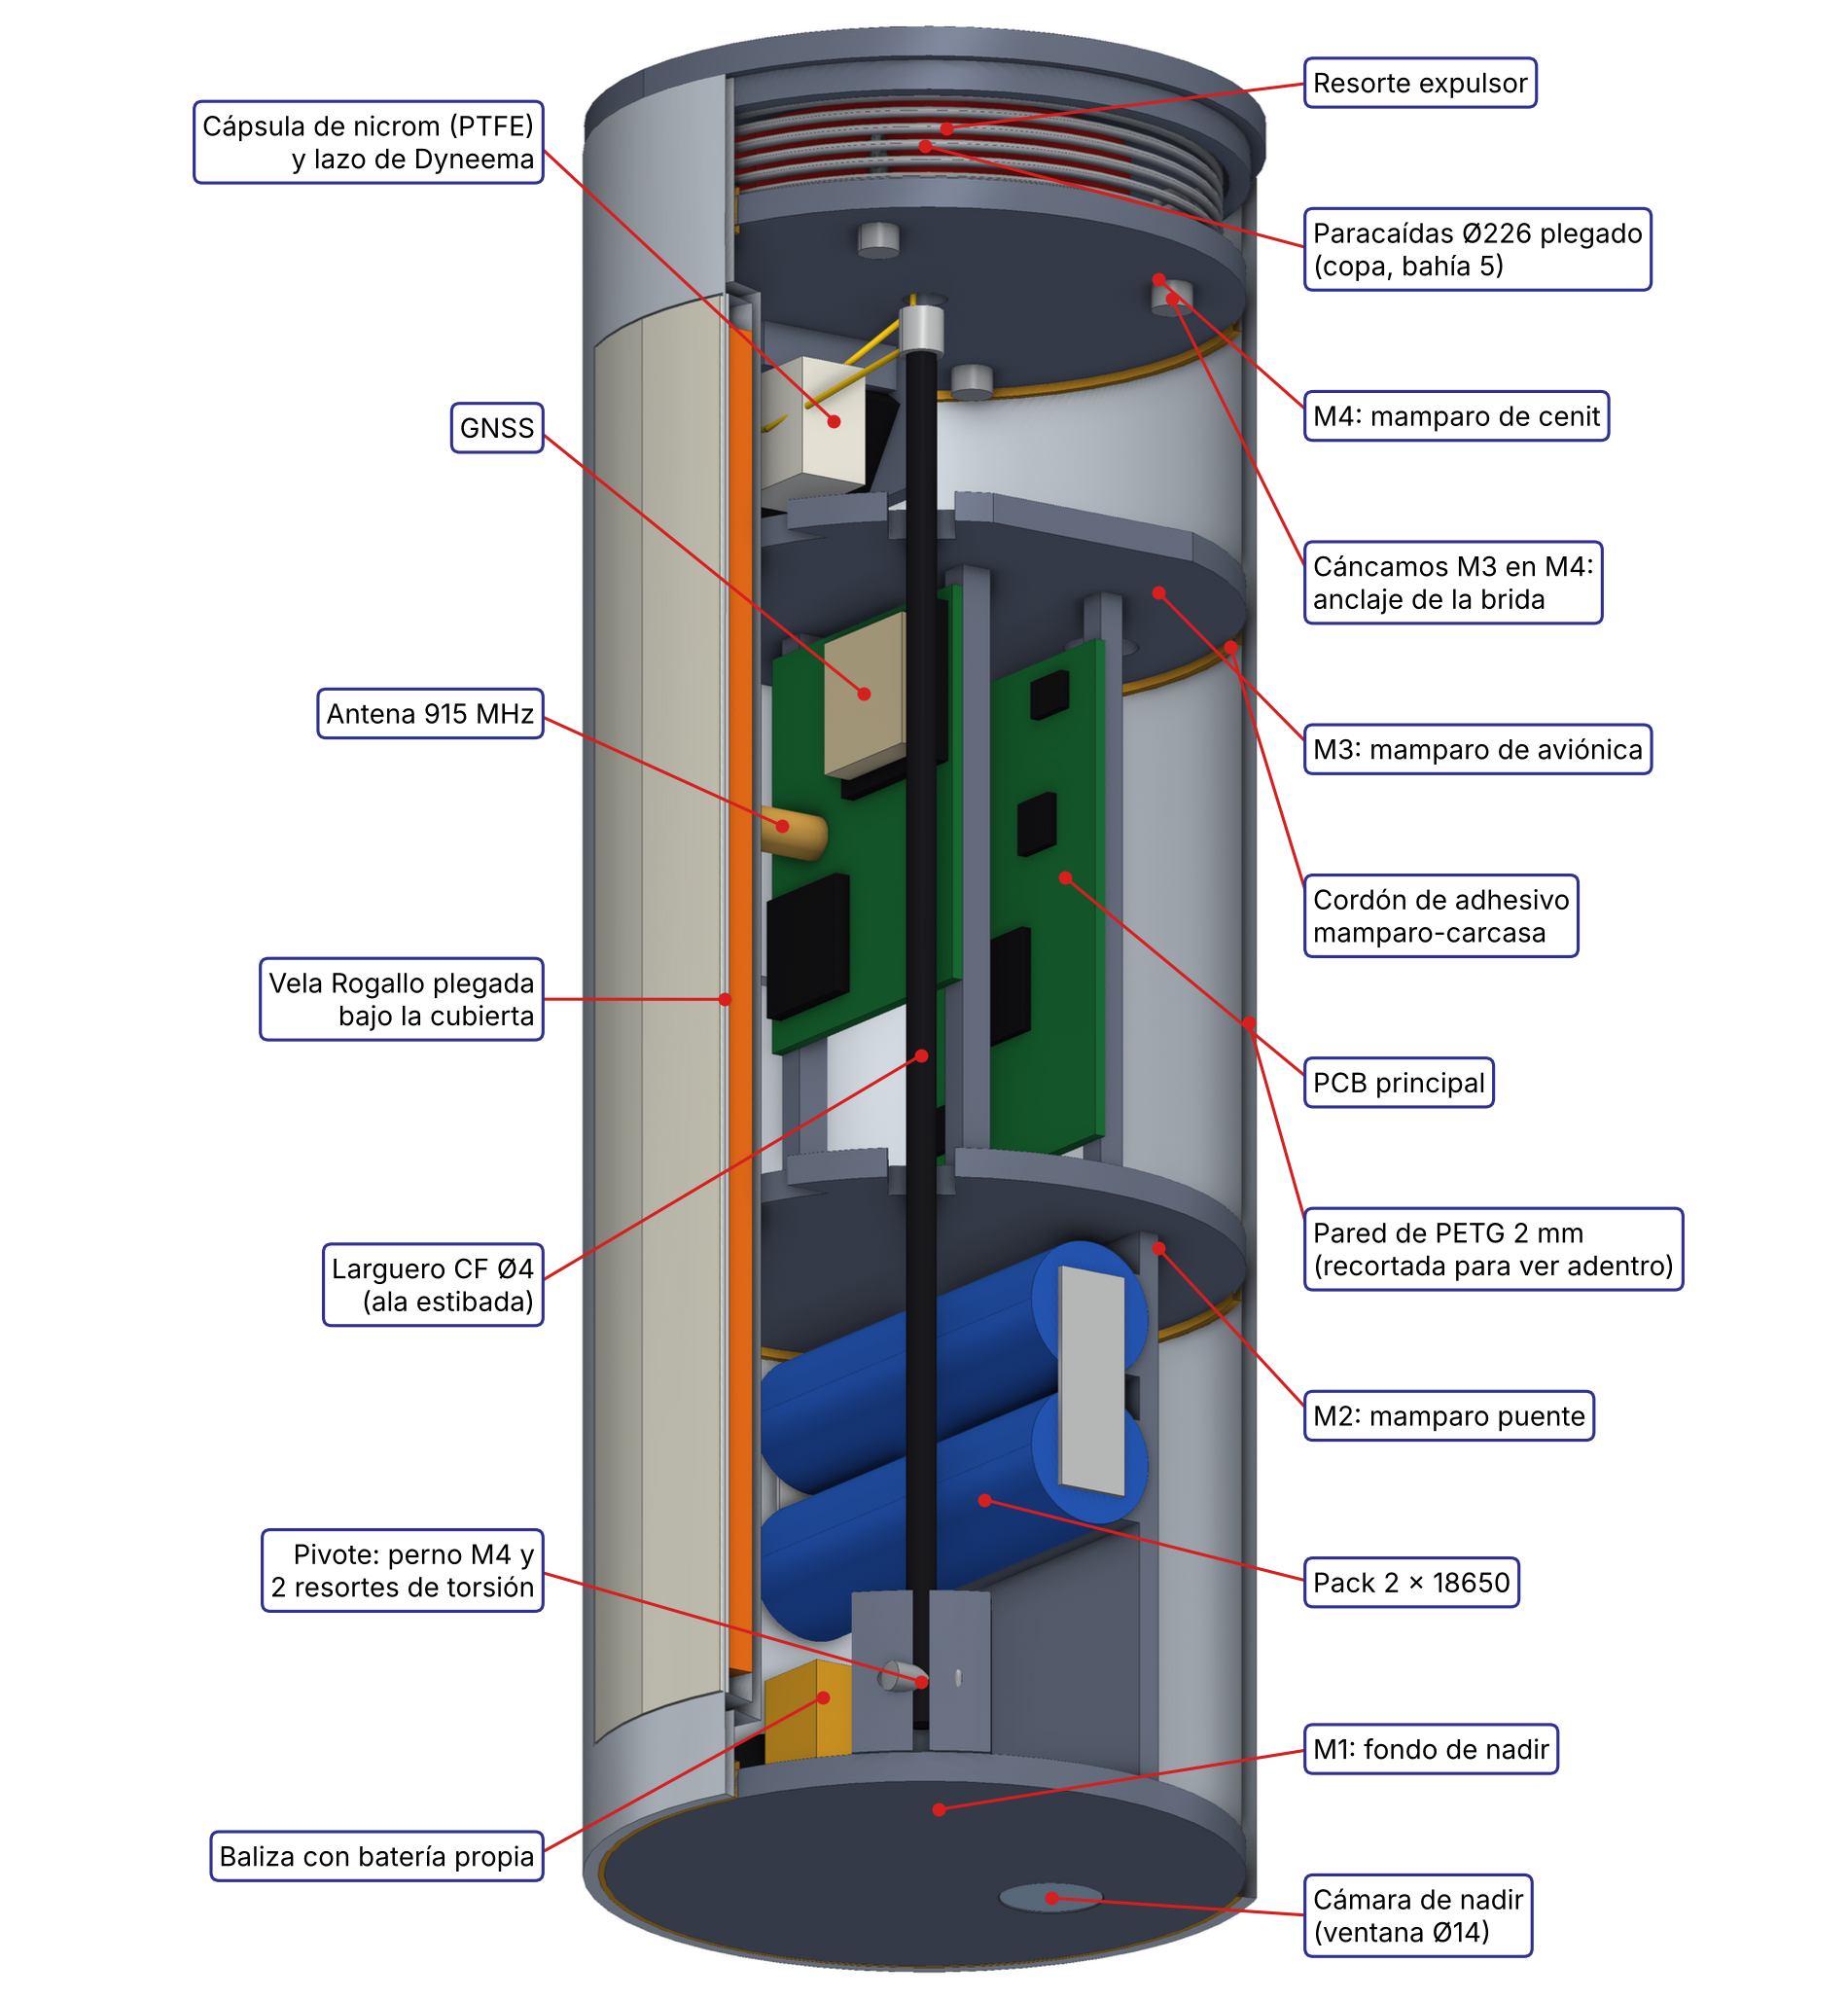 Cápsula de nicrom (PTFE)
y lazo de Dyneema
GNSS
Antena 915 MHz
Vela Rogallo plegada
bajo la cubierta
Larguero CF Ø4
(ala estibada)
Pivote: perno M4 y
2 resortes de torsión
Baliza con batería propia
Resorte expulsor
Paracaídas Ø226 plegado
(copa, bahía 5)
M4: mamparo de cenit
Cáncamos M3 en M4:
anclaje de la brida
M3: mamparo de aviónica
Cordón de adhesivo
mamparo-carcasa
PCB principal
Pared de PETG 2 mm
(recortada para ver adentro)
M2: mamparo puente
Pack 2 × 18650
M1: fondo de nadir
Cámara de nadir
(ventana Ø14)